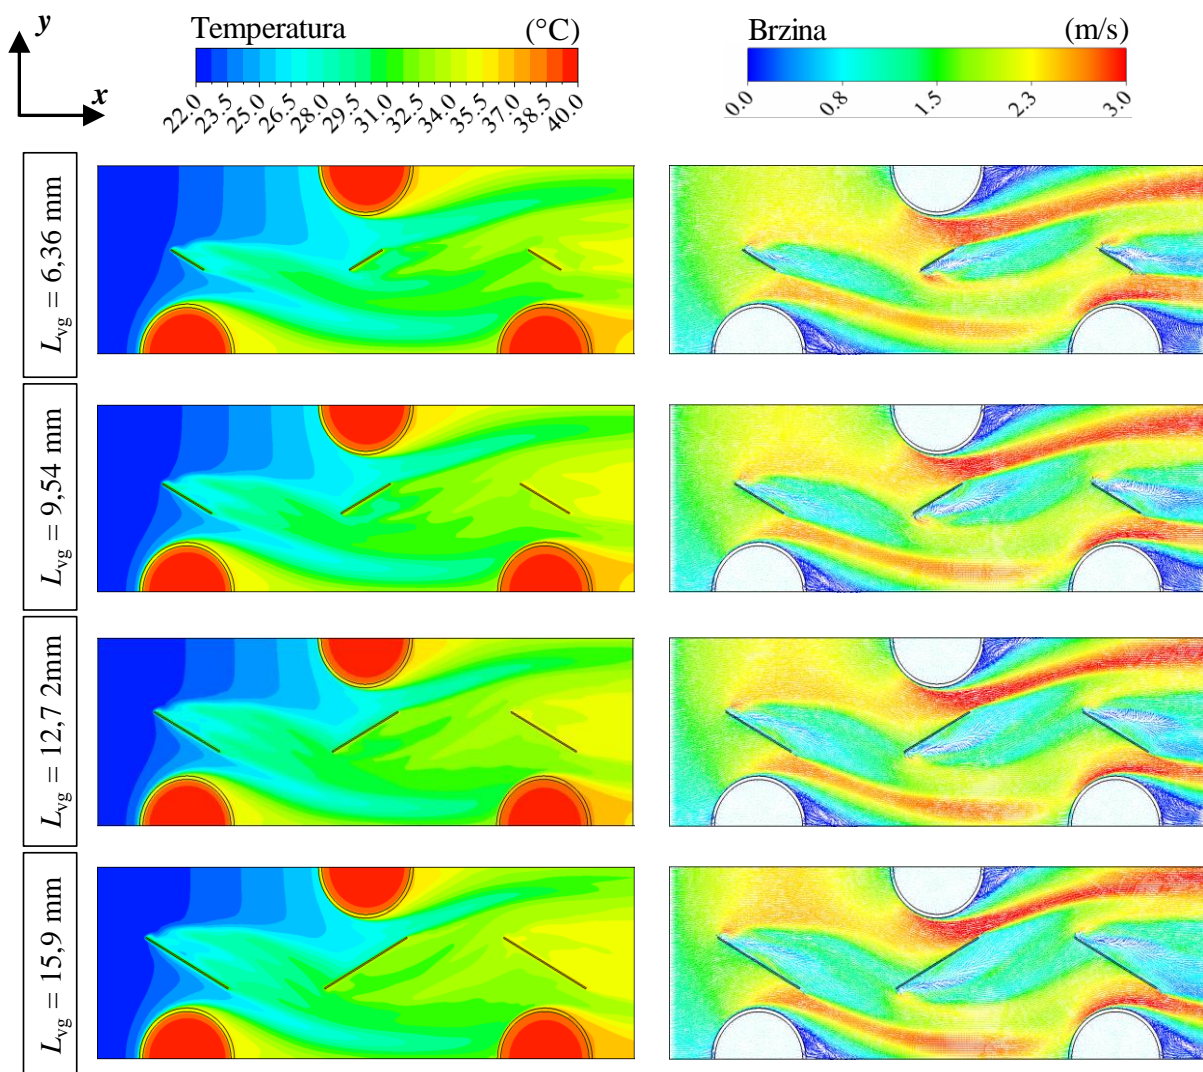 y
x
Temperatura (°C)
22.0 23.5 25.0 26.5 28.0 29.5 31.0 32.5 34.0 35.5 37.0 38.5 40.0
Brzina (m/s)
0.0 0.8 1.5 2.3 3.0
Lvg = 6,36 mm
Lvg = 9,54 mm
Lvg = 12,7 2mm
Lvg = 15,9 mm